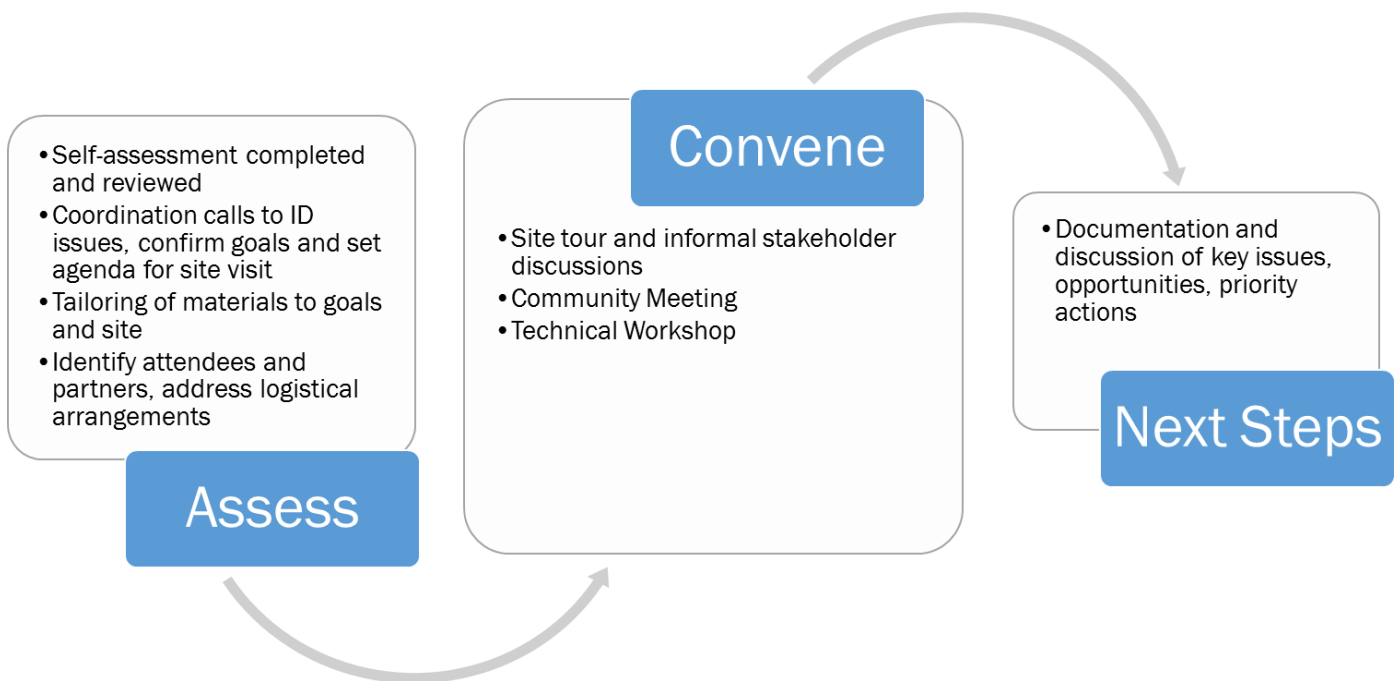 •Self-assessment completed
and reviewed
•Coordination calls to ID
issues, confirm goals and set
agenda for site visit
•Tailoring of materials to goals
and site
•Identify attendees and
partners, address logistical
arrangements
Assess
Convene
•Site tour and informal stakeholder
discussions
•Community Meeting
•Technical Workshop
•Documentation and
discussion of key issues,
opportunities, priority
actions
Next Steps